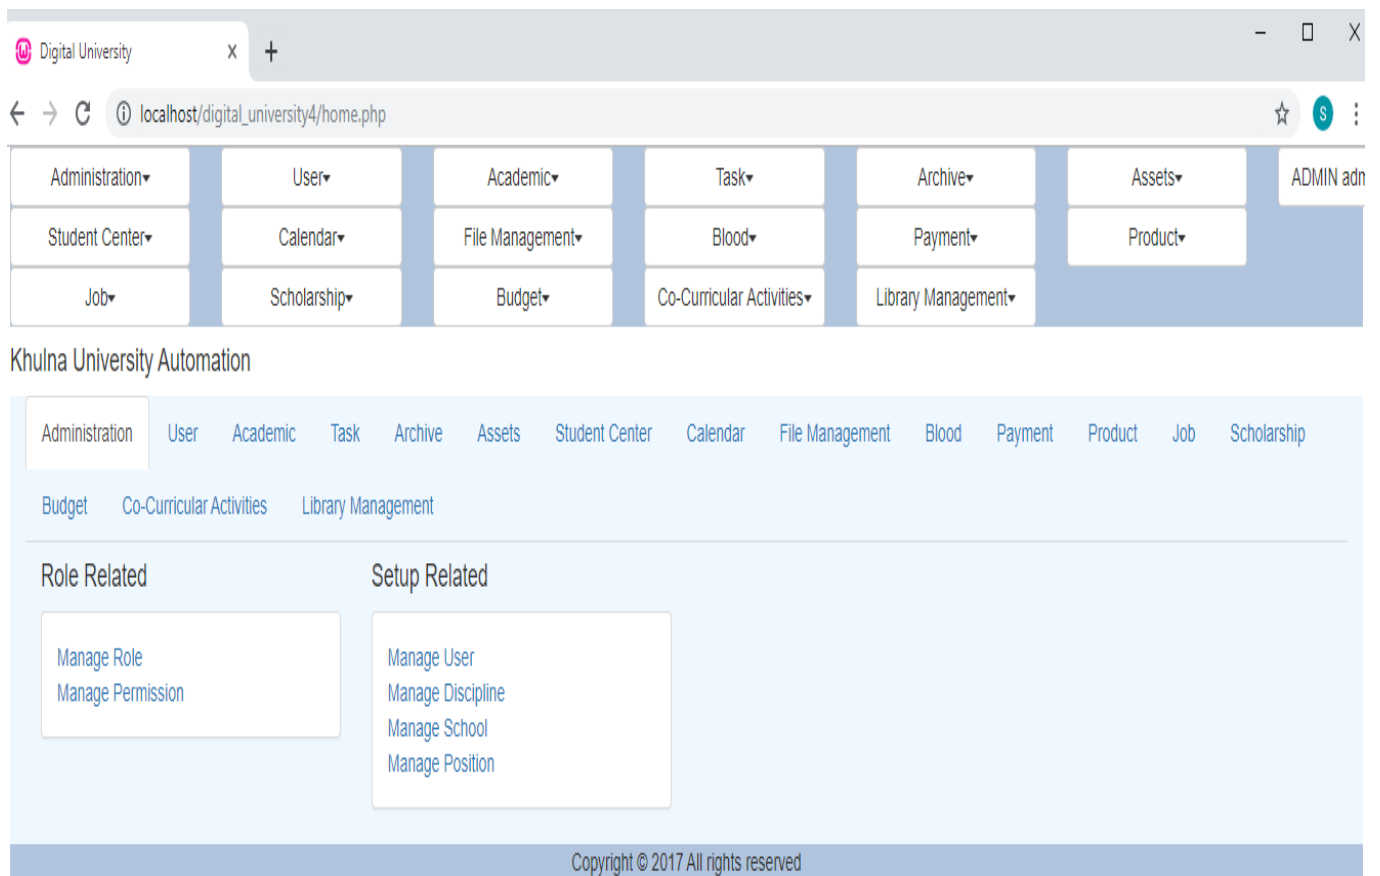 Digital University
localhost/digital_university4/home.php
S
Administration▾ User▾ Academic▾ Task▾ Archive▾ Assets▾ ADMIN adm
Student Center▾ Calendar▾ File Management▾ Blood▾ Payment▾ Product▾
Job▾ Scholarship▾ Budget▾ Co-Curricular Activities▾ Library Management▾
Khulna University Automation
Administration User Academic Task Archive Assets Student Center Calendar File Management Blood Payment Product Job Scholarship
Budget Co-Curricular Activities Library Management
Role Related Setup Related
Manage Role Manage User
Manage Permission Manage Discipline
Manage School
Manage Position
Copyright © 2017 All rights reserved